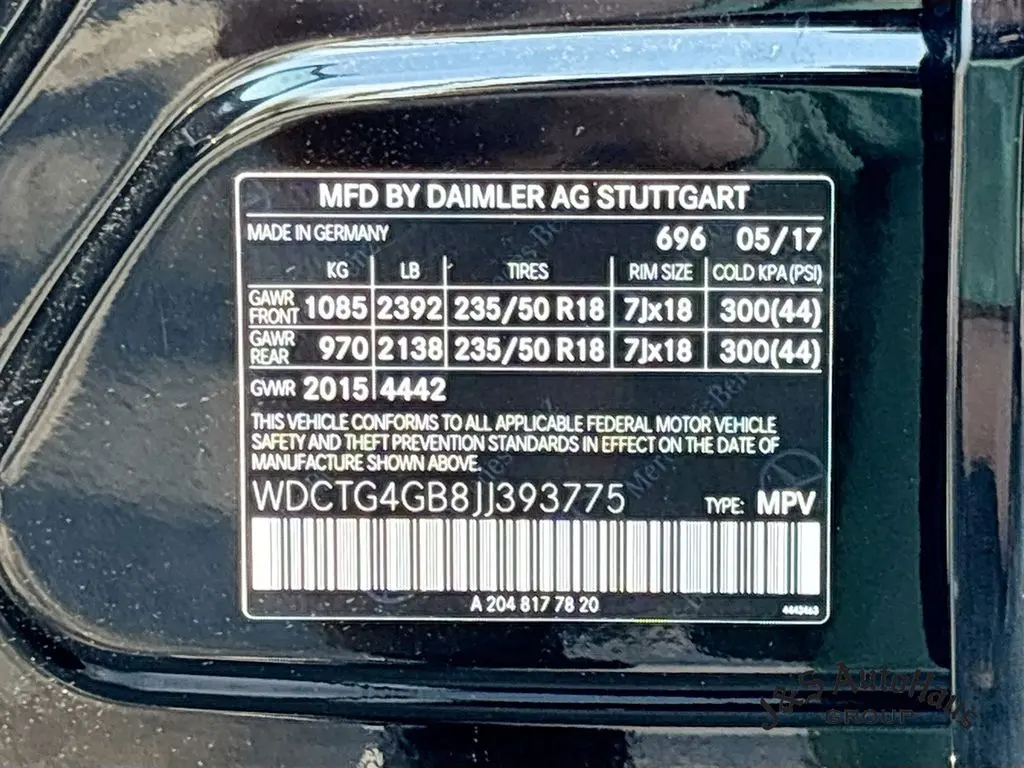 MFD BY DAIMLER AG STUTTGART
MADE IN GERMANY 696 05/17
KG LB TIRES RIM SIZE COLD KPA (PSI)
GAWR FRONT 1085 2392 235/50 R18 7Jx18 300(44)
GAWR REAR 970 2138 235/50 R18 7Jx18 300(44)
GVWR 2015 4442
THIS VEHICLE CONFORMS TO ALL APPLICABLE FEDERAL MOTOR VEHICLE
SAFETY AND THEFT PREVENTION STANDARDS IN EFFECT ON THE DATE OF
MANUFACTURE SHOWN ABOVE.
WDCTG4GB8JJ393775 TYPE: MPV
A 204 817 78 20
4443463
AutoHaus
GROUP